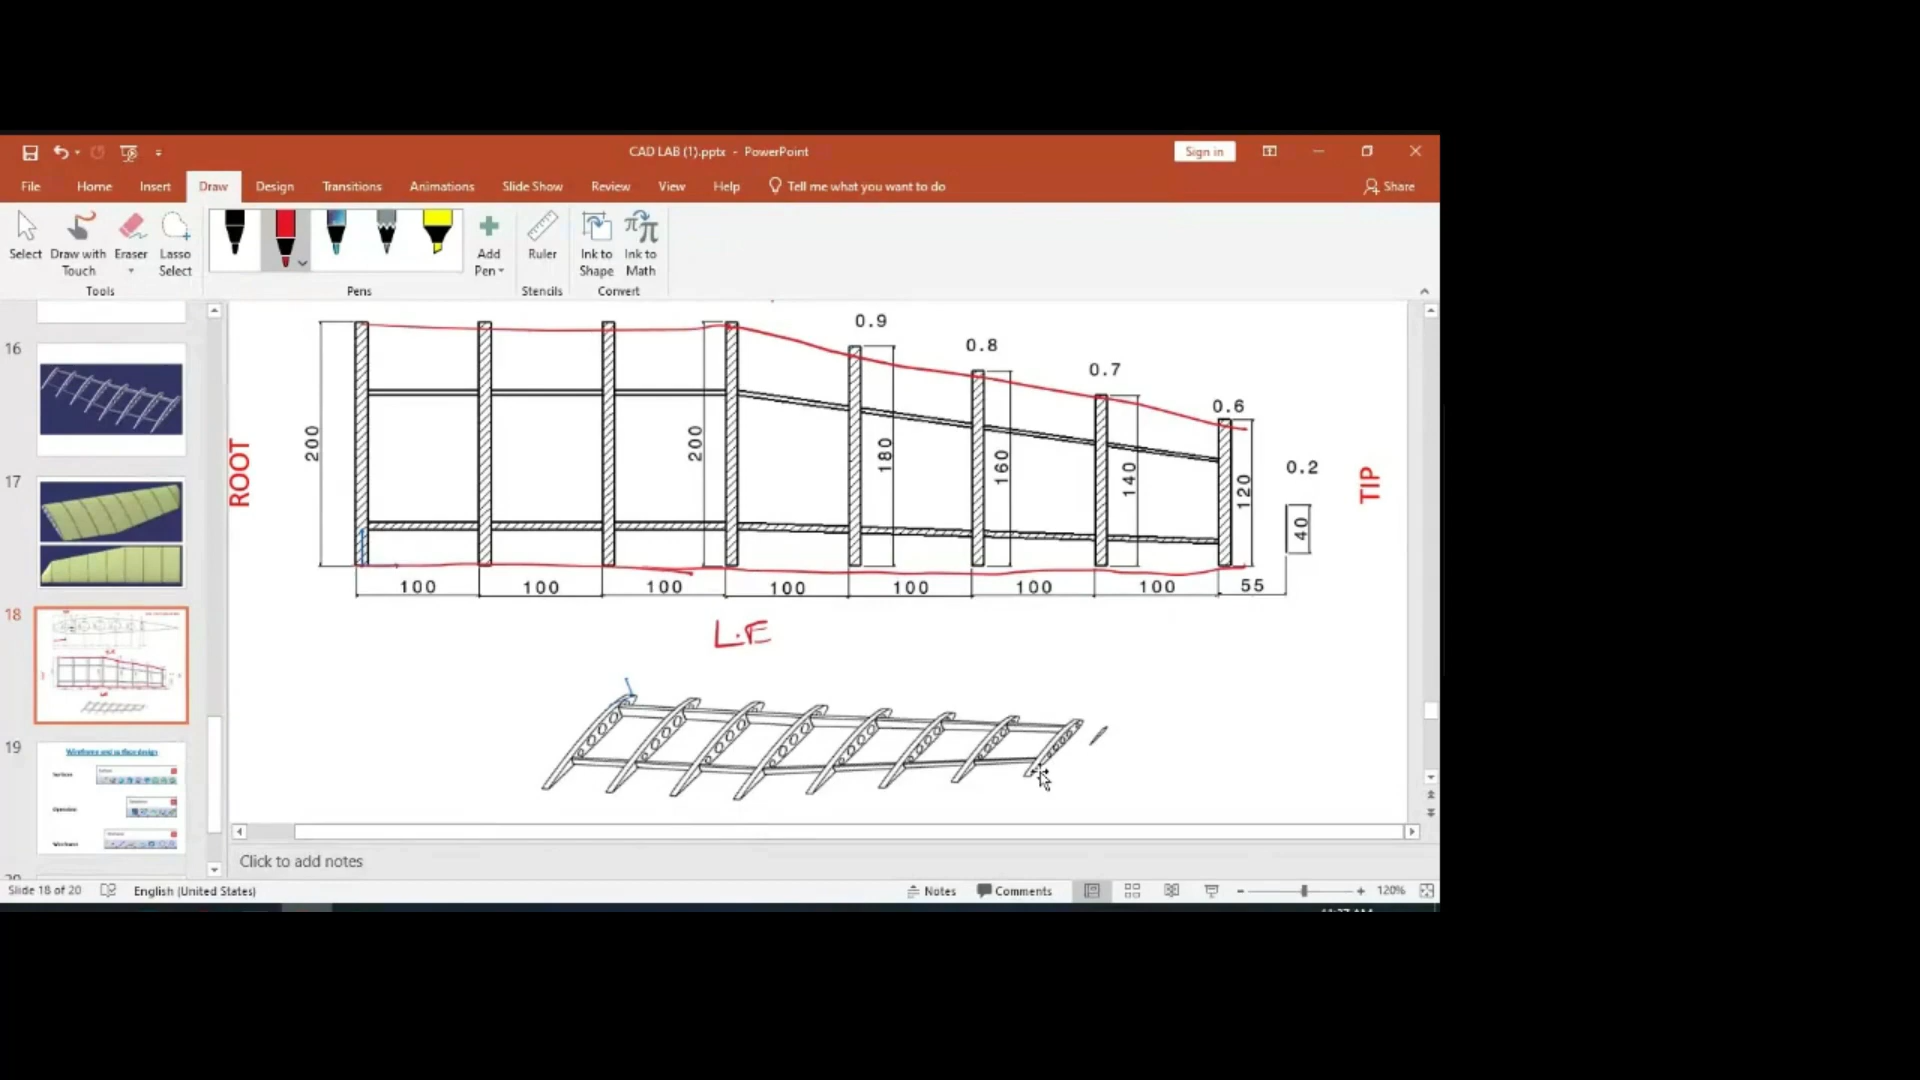 CAD LAB (1).pptx - PowerPoint
Sign in
File Home Insert Draw Design Transitions Animations Slide Show Review View Help Tell me what you want to do
Share
Select Draw with Touch Eraser Lasso Select
Add Pen Ruler Ink to Shape Ink to Math
Tools Pens Stencils Convert
16
17
18
19
Wireframe and surface design
0.9
0.8
0.7
0.6
0.2
ROOT
200
200
180
160
140
120
40
TIP
100 100 100 100 100 100 100 55
L.E
Click to add notes
Slide 18 of 20 English (United States) Notes Comments 120%